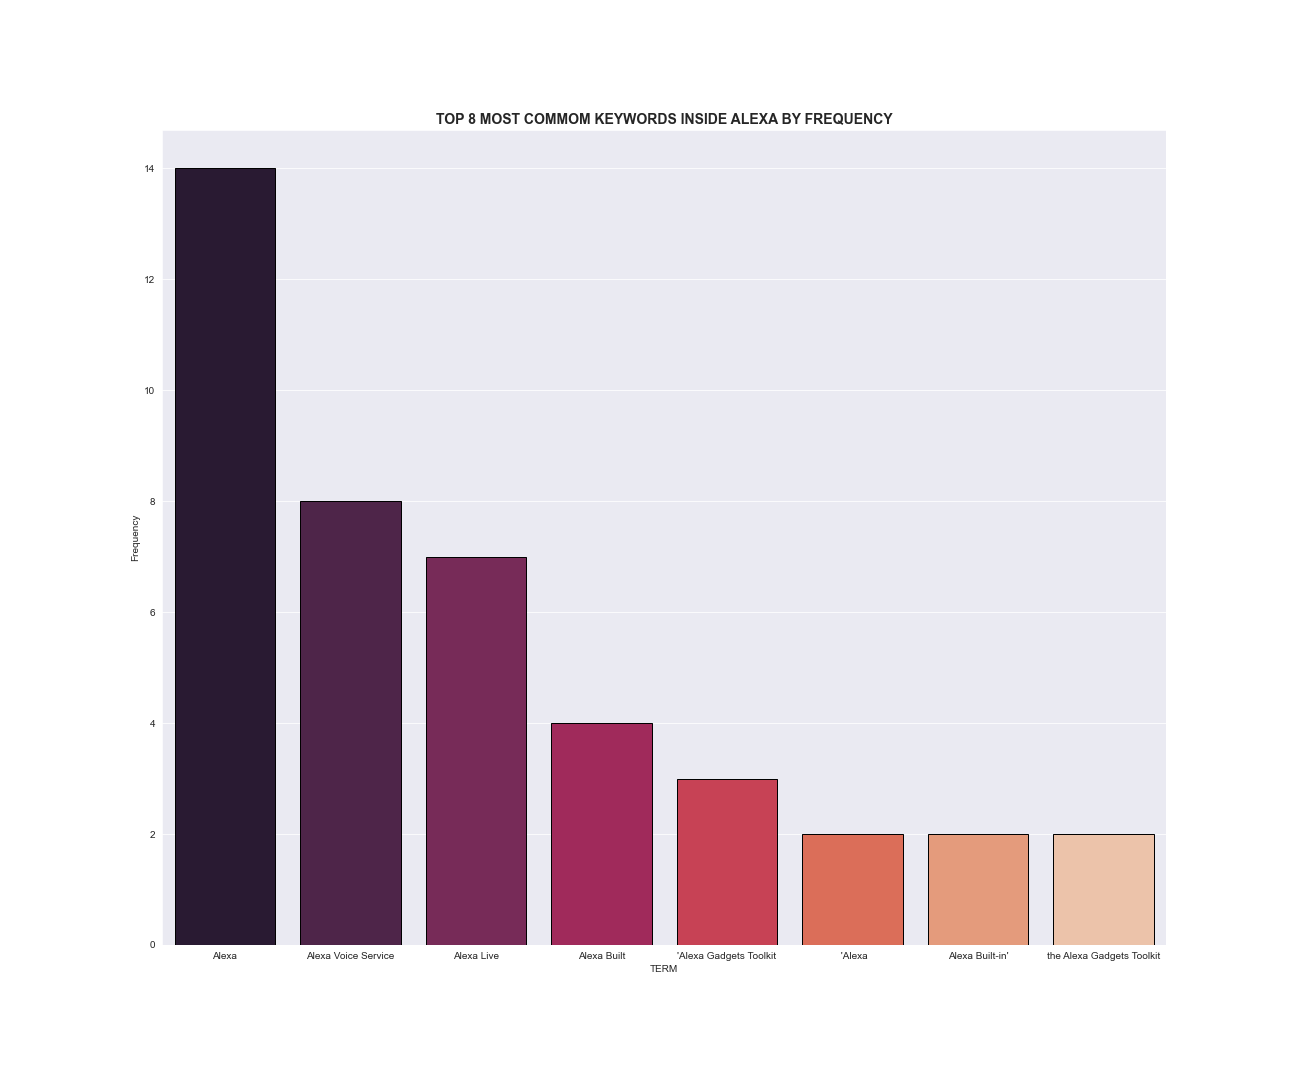 TOP 8 MOST COMMOM KEYWORDS INSIDE ALEXA BY FREQUENCY
14
12
10
8
6
4
2
0
Frequency
Alexa
Alexa Voice Service
Alexa Live
Alexa Built
'Alexa Gadgets Toolkit
'Alexa
Alexa Built-in'
the Alexa Gadgets Toolkit
TERM